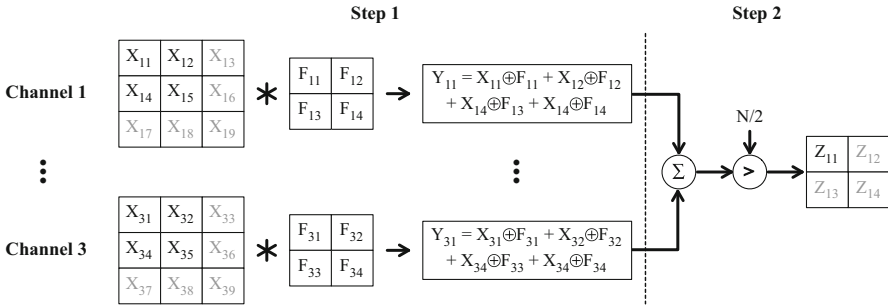 Step 1
Step 2
Channel 1
X₁₁ X₁₂ X₁₃
X₁₄ X₁₅ X₁₆
X₁₇ X₁₈ X₁₉
*
F₁₁ F₁₂
F₁₃ F₁₄
Y₁₁ = X₁₁⊕F₁₁ + X₁₂⊕F₁₂
+ X₁₄⊕F₁₃ + X₁₄⊕F₁₄
N/2
Σ
>
Z₁₁ Z₁₂
Z₁₃ Z₁₄
Channel 3
X₃₁ X₃₂ X₃₃
X₃₄ X₃₅ X₃₆
X₃₇ X₃₈ X₃₉
*
F₃₁ F₃₂
F₃₃ F₃₄
Y₃₁ = X₃₁⊕F₃₁ + X₃₂⊕F₃₂
+ X₃₄⊕F₃₃ + X₃₄⊕F₃₄